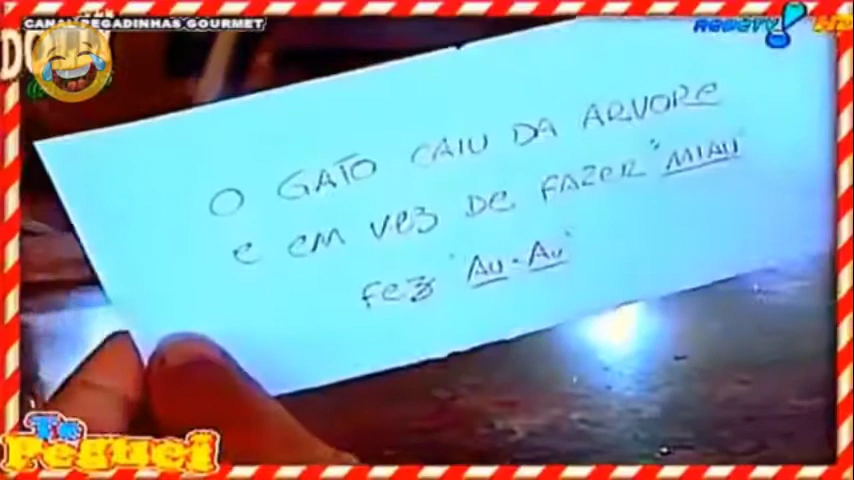 CANAL PEGADINHAS GOURMET
REDETV!
O GATO CAIU DA ARVORE
e em vez DE FAZER "MIAU"
fez "AU-AU"
Te
Peguei